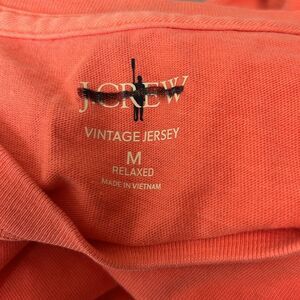 J.CREW
VINTAGE JERSEY
M
RELAXED
MADE IN VIETNAM